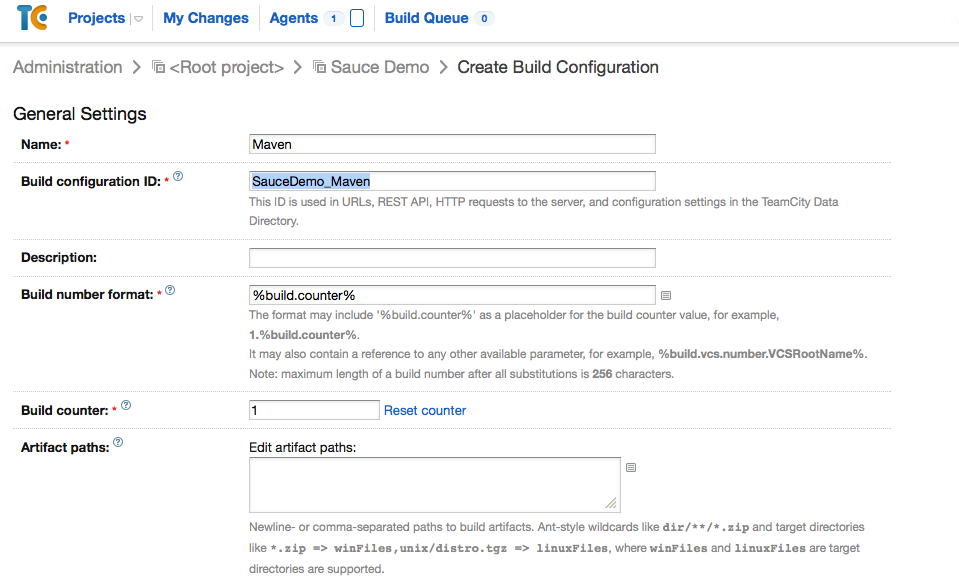 TC Projects My Changes Agents 1 Build Queue 0
Administration > <Root project> > Sauce Demo > Create Build Configuration
General Settings
Name: * Maven
Build configuration ID: * ? SauceDemo_Maven
This ID is used in URLs, REST API, HTTP requests to the server, and configuration settings in the TeamCity Data
Directory.
Description:
Build number format: * ? %build.counter%
The format may include '%build.counter%' as a placeholder for the build counter value, for example,
1.%build.counter%.
It may also contain a reference to any other available parameter, for example, %build.vcs.number.VCSRootName%.
Note: maximum length of a build number after all substitutions is 256 characters.
Build counter: * ? 1 Reset counter
Artifact paths: ? Edit artifact paths:
Newline- or comma-separated paths to build artifacts. Ant-style wildcards like dir/**/*.zip and target directories
like *.zip => winFiles,unix/distro.tgz => linuxFiles, where winFiles and linuxFiles are target
directories are supported.